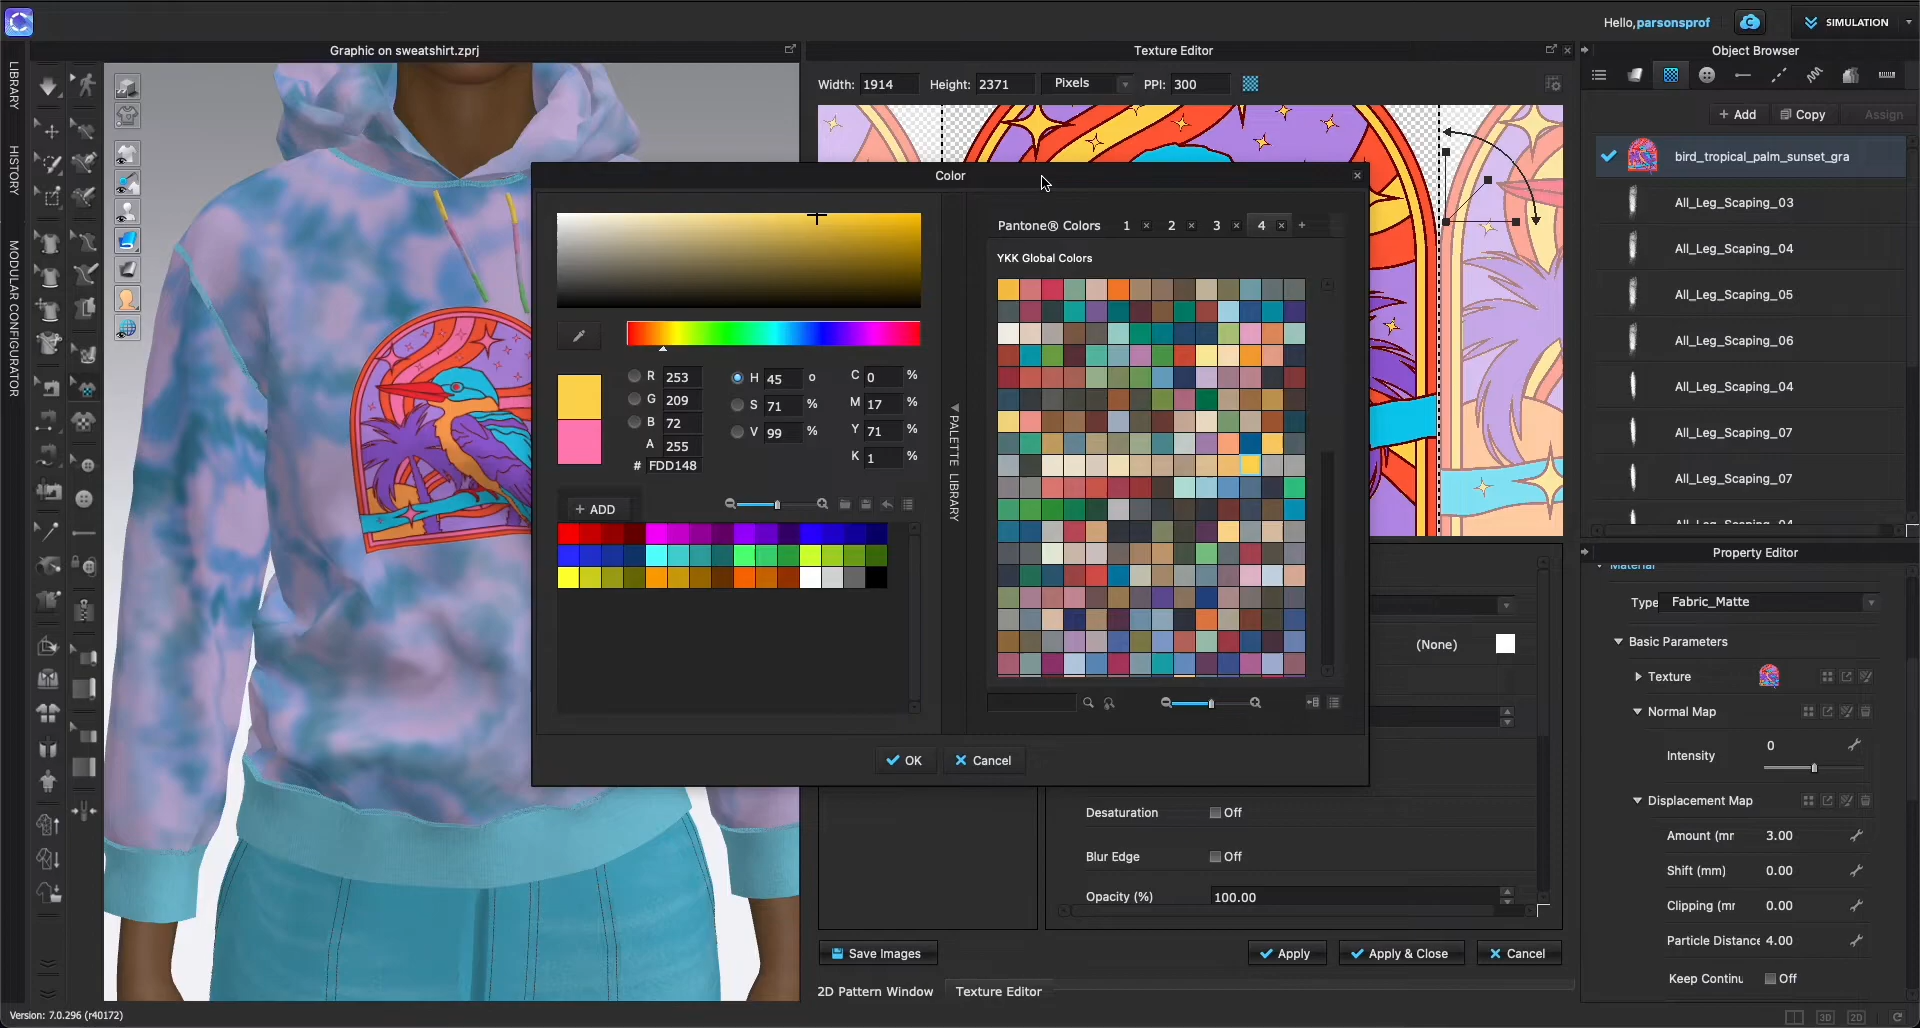 Hello,parsonsprof
SIMULATION
Graphic on sweatshirt.zprj
Texture Editor
Object Browser
LIBRARY
HISTORY
MODULAR CONFIGURATOR
Width: 1914 Height: 2371 Pixels PPI: 300
+ Add Copy Assign
bird_tropical_palm_sunset_gra
All_Leg_Scaping_03
All_Leg_Scaping_04
All_Leg_Scaping_05
All_Leg_Scaping_06
All_Leg_Scaping_04
All_Leg_Scaping_07
All_Leg_Scaping_07
Color
Pantone® Colors 1 2 3 4 +
YKK Global Colors
R 253 H 45 o C 0 %
G 209 S 71 % M 17 %
B 72 V 99 % Y 71 %
A 255 K 1 %
# FDD148
+ ADD
PALETTE LIBRARY
OK Cancel
(None)
Desaturation Off
Blur Edge Off
Opacity (%) 100.00
Save Images Apply Apply & Close Cancel
2D Pattern Window Texture Editor
Property Editor
Material
Type Fabric_Matte
Basic Parameters
Texture
Normal Map
Intensity 0
Displacement Map
Amount (mr 3.00
Shift (mm) 0.00
Clipping (mr 0.00
Particle Distance 4.00
Keep Continu Off
Version: 7.0.296 (r40172)
3D 2D